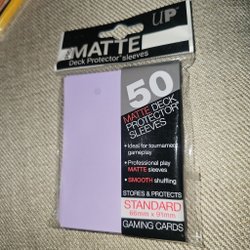 MATTE
UP
Deck Protector Sleeves
50
MATTE DECK
PROTECTOR
SLEEVES
• Ideal for tournament
gameplay
• Professional play
MATTE sleeves
• SMOOTH shuffling
STORES & PROTECTS
STANDARD
66mm x 91mm
GAMING CARDS